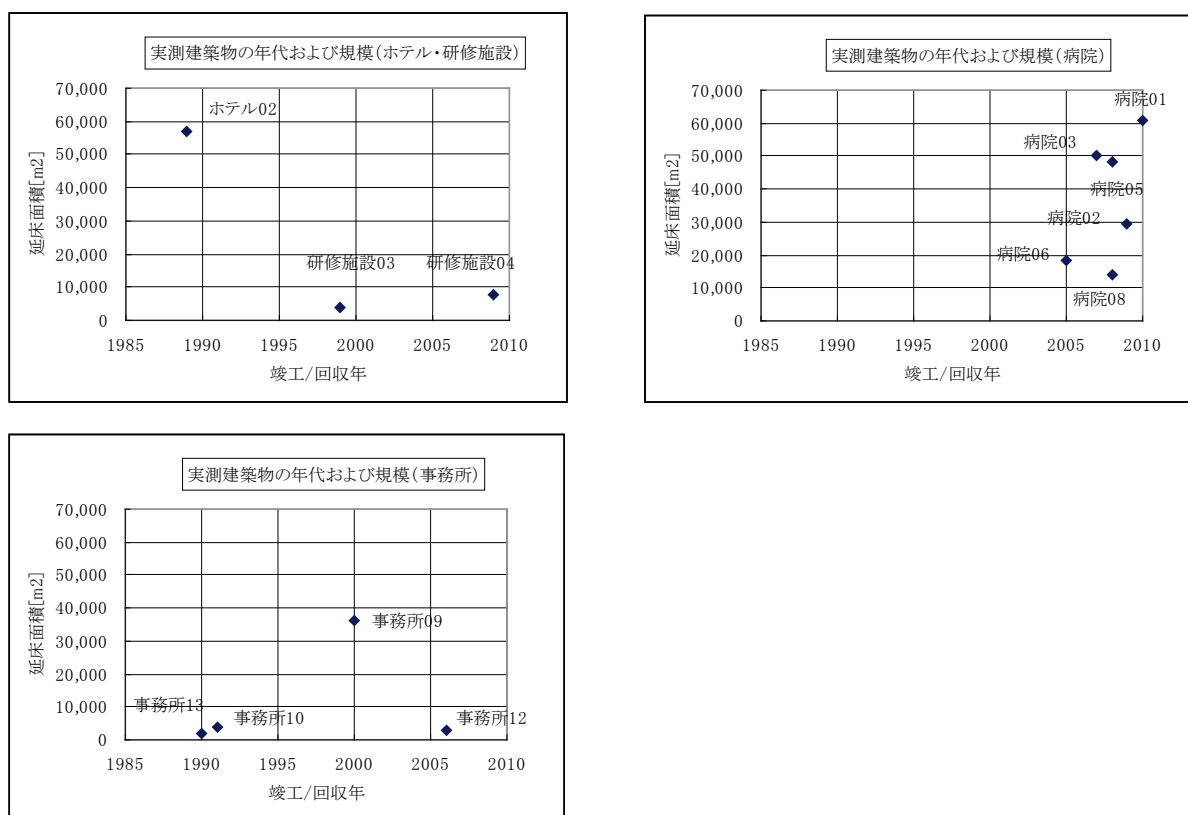 実測建築物の年代および規模(ホテル・研修施設)
70,000
60,000
50,000
40,000
30,000
20,000
10,000
0
延床面積[m2]
ホテル02
研修施設03
研修施設04
1985 1990 1995 2000 2005 2010
竣工/回収年
実測建築物の年代および規模(病院)
70,000
60,000
50,000
40,000
30,000
20,000
10,000
0
延床面積[m2]
病院01
病院03
病院05
病院02
病院06
病院08
1985 1990 1995 2000 2005 2010
竣工/回収年
実測建築物の年代および規模(事務所)
70,000
60,000
50,000
40,000
30,000
20,000
10,000
0
延床面積[m2]
事務所09
事務所13
事務所10
事務所12
1985 1990 1995 2000 2005 2010
竣工/回収年